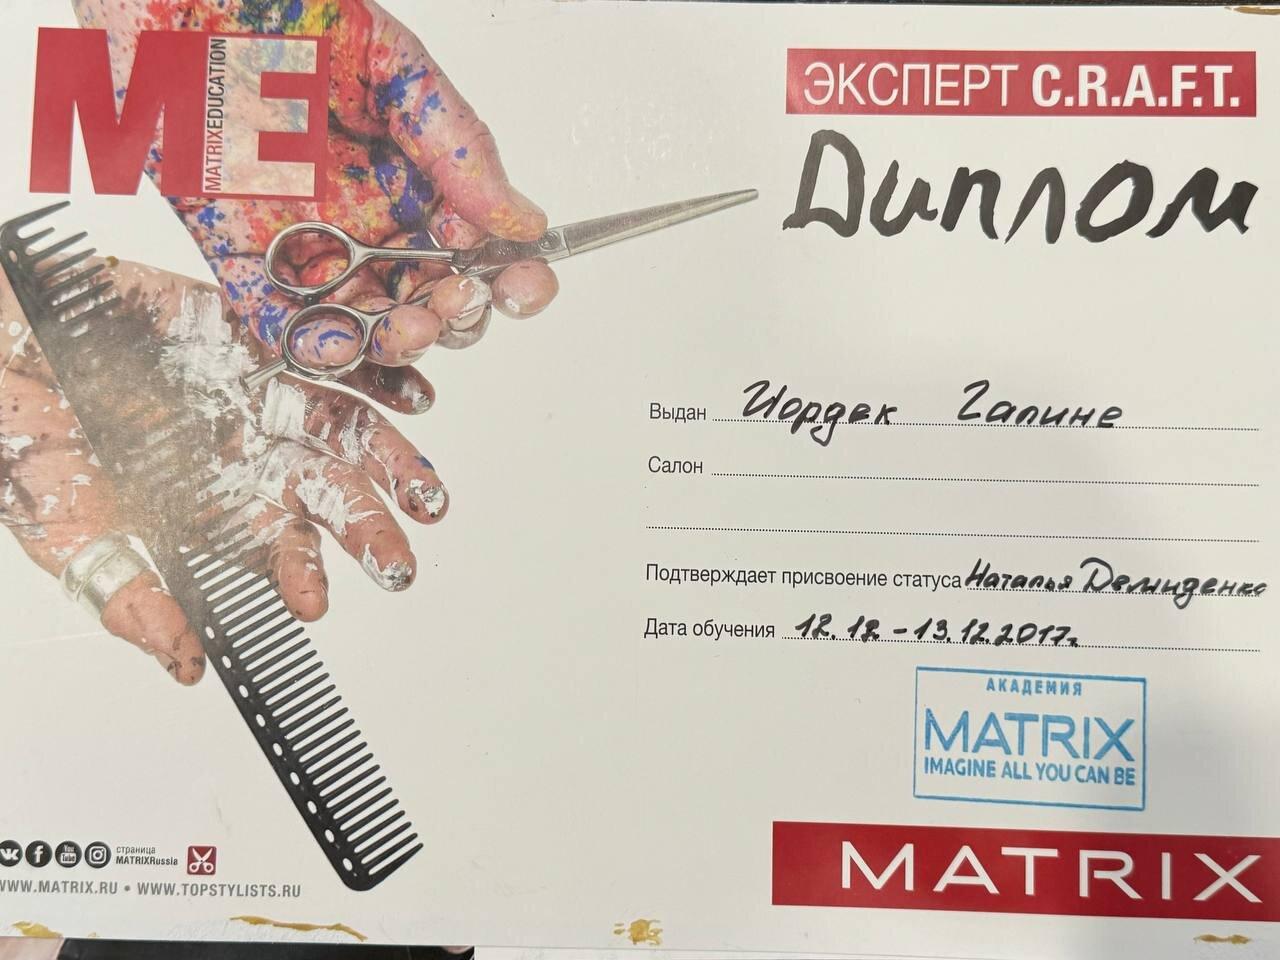 ME
MATRIXEDUCATION
ЭКСПЕРТ C.R.A.F.T.
Диплом
Выдан Иордек Галине
Салон
Подтверждает присвоение статуса Наталья Демиденко
Дата обучения 12.12-13.12.2017г.
АКАДЕМИЯ
MATRIX
IMAGINE ALL YOU CAN BE
страница
MATRIXRussia
WWW.MATRIX.RU • WWW.TOPSTYLISTS.RU
MATRIX